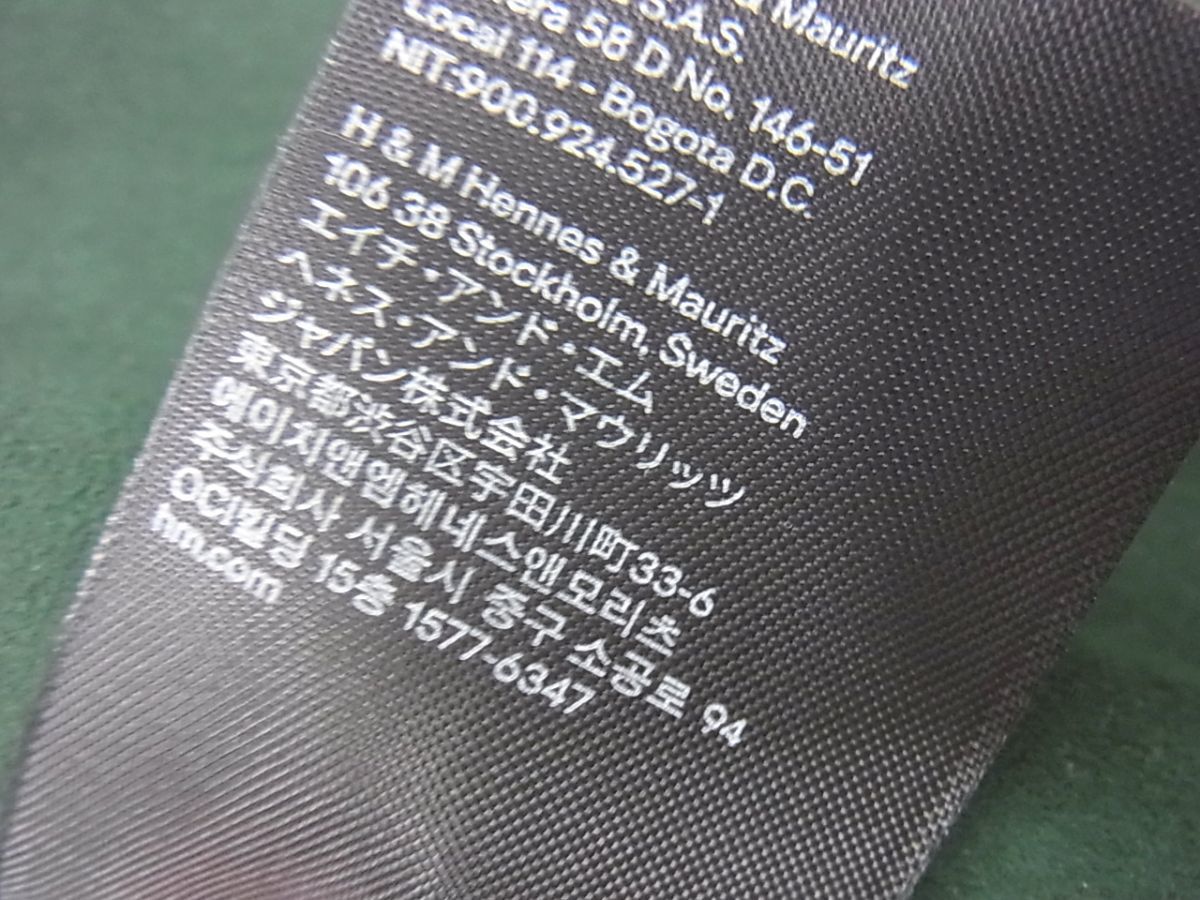 Mauritz
S.A.S.
58 D No. 146-51
Local 114 - Bogota D.C.
NIT:900.924.527-1
H & M Hennes & Mauritz
106 38 Stockholm, Sweden
エイチ・アンド・エム
ヘネス・アンド・マウリッツ
ジャパン株式会社
東京都渋谷区宇田川町33-6
에이치앤엠헤네스앤모리츠
주식회사 서울시 중구 소공로 94
OCI빌딩 15층 1577-6347
hm.com